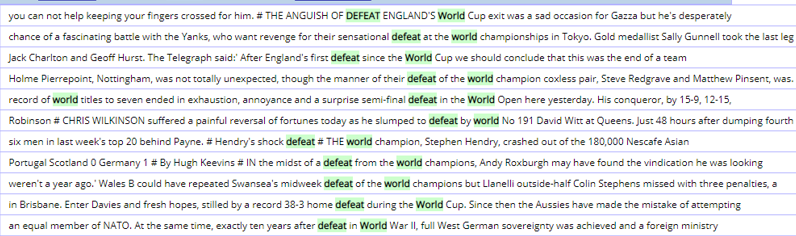 you can not help keeping your fingers crossed for him. # THE ANGUISH OF DEFEAT ENGLAND'S World Cup exit was a sad occasion for Gazza but he's desperately
chance of a fascinating battle with the Yanks, who want revenge for their sensational defeat at the world championships in Tokyo. Gold medallist Sally Gunnell took the last leg
Jack Charlton and Geoff Hurst. The Telegraph said:' After England's first defeat since the World Cup we should conclude that this was the end of a team
Holme Pierrepoint, Nottingham, was not totally unexpected, though the manner of their defeat of the world champion coxless pair, Steve Redgrave and Matthew Pinsent, was.
record of world titles to seven ended in exhaustion, annoyance and a surprise semi-final defeat in the World Open here yesterday. His conqueror, by 15-9, 12-15,
Robinson # CHRIS WILKINSON suffered a painful reversal of fortunes today as he slumped to defeat by world No 191 David Witt at Queens. Just 48 hours after dumping fourth
six men in last week's top 20 behind Payne. # Hendry's shock defeat # THE world champion, Stephen Hendry, crashed out of the 180,000 Nescafe Asian
Portugal Scotland 0 Germany 1 # By Hugh Keevins # IN the midst of a defeat from the world champions, Andy Roxburgh may have found the vindication he was looking
weren't a year ago.' Wales B could have repeated Swansea's midweek defeat of the world champions but Llanelli outside-half Colin Stephens missed with three penalties, a
in Brisbane. Enter Davies and fresh hopes, stilled by a record 38-3 home defeat during the World Cup. Since then the Aussies have made the mistake of attempting
an equal member of NATO. At the same time, exactly ten years after defeat in World War II, full West German sovereignty was achieved and a foreign ministry